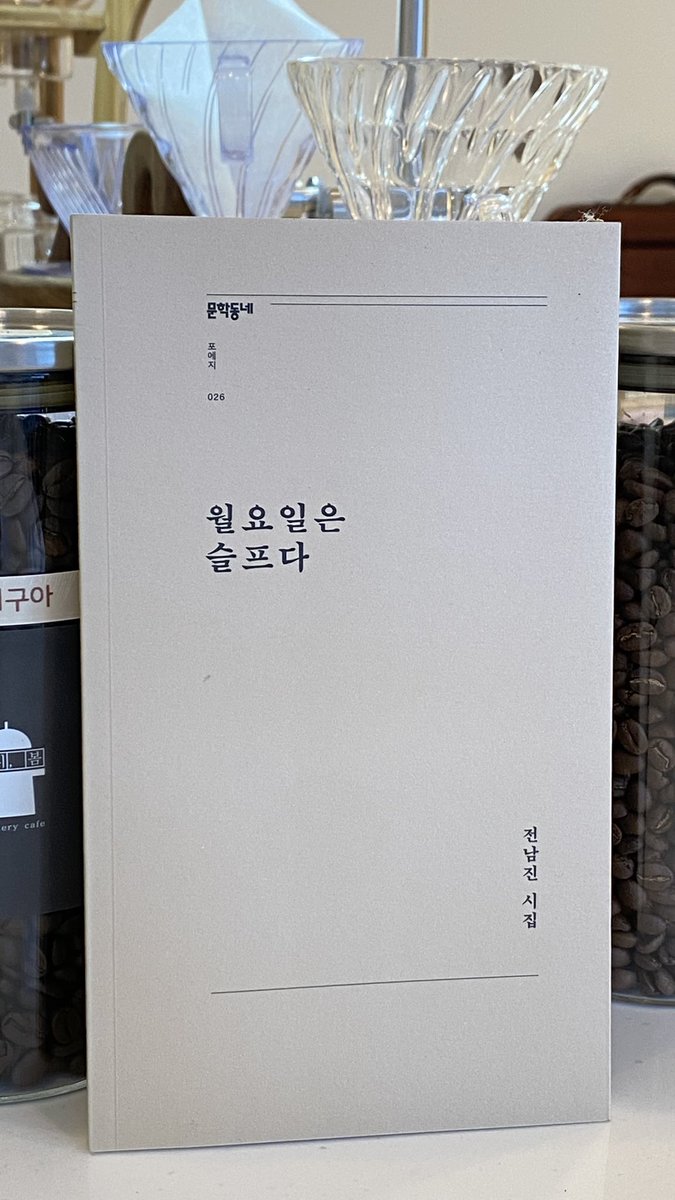 문학동네
포에지
026
월요일은
슬프다
전남진 시집
구아
봄
ery cafe